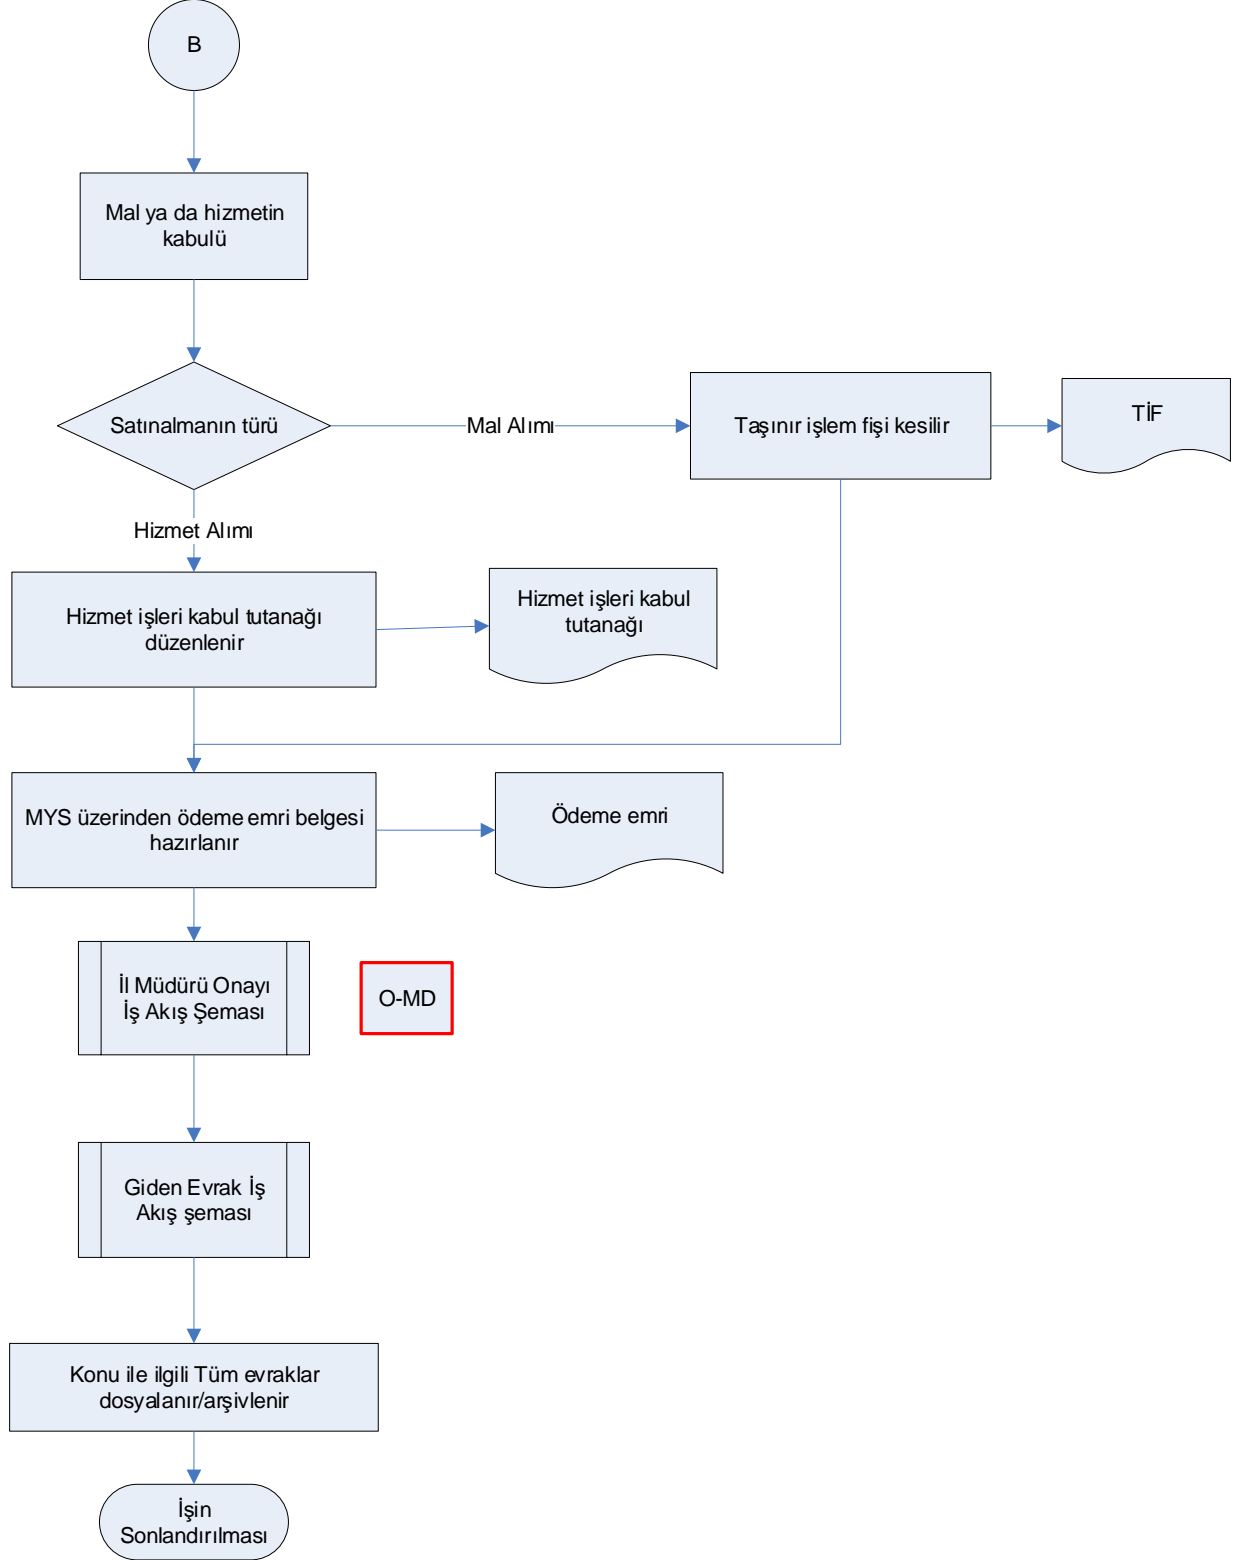 B
Mal ya da hizmetin
kabulü
Satınalmanın türü
Mal Alımı
Taşınır işlem fişi kesilir
TİF
Hizmet Alımı
Hizmet işleri kabul tutanağı
düzenlenir
Hizmet işleri kabul
tutanağı
MYS üzerinden ödeme emri belgesi
hazırlanır
Ödeme emri
İl Müdürü Onayı
İş Akış Şeması
O-MD
Giden Evrak İş
Akış şeması
Konu ile ilgili Tüm evraklar
dosyalanır/arşivlenir
İşin
Sonlandırılması